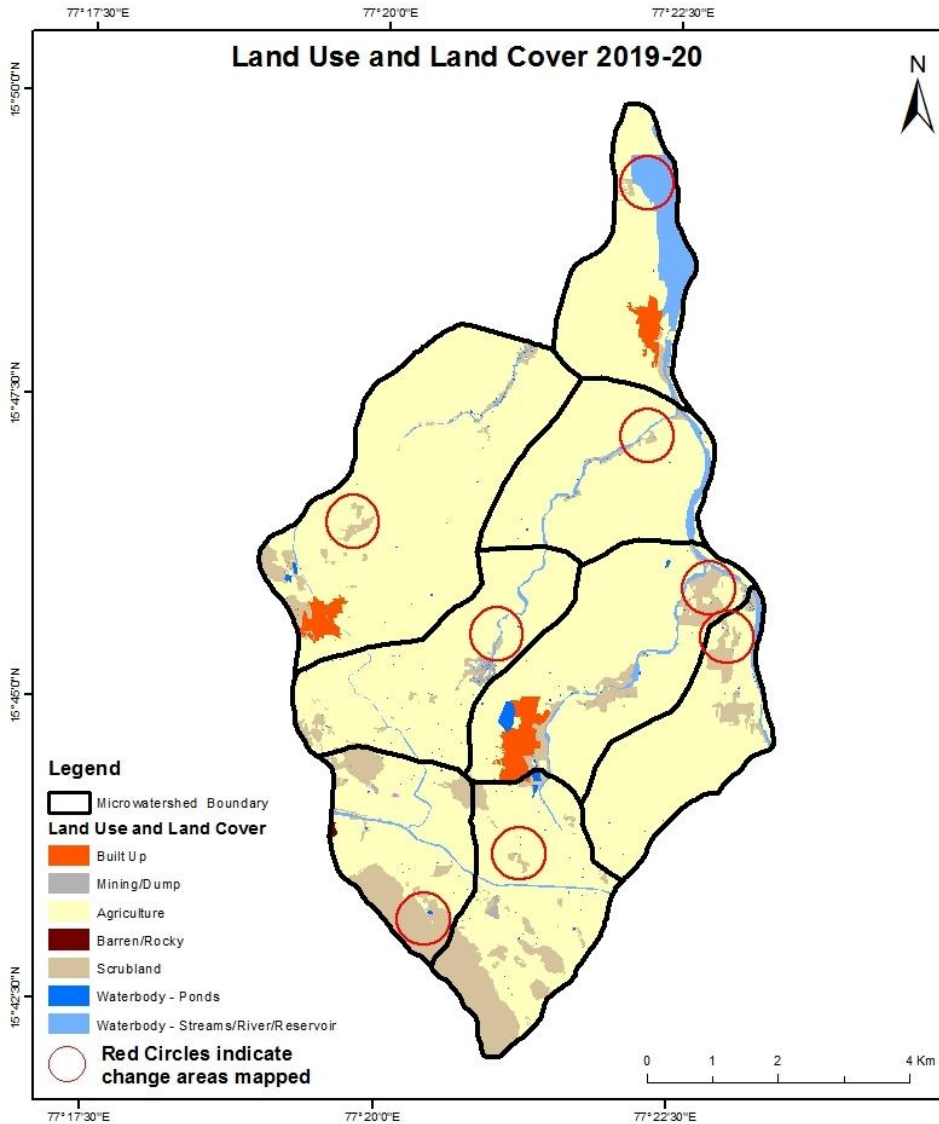 77°17'30"E 77°20'0"E 77°22'30"E
Land Use and Land Cover 2019-20
N
15°50'0"N
15°47'30"N
15°45'0"N
15°42'30"N
Legend
Microwatershed Boundary
Land Use and Land Cover
Built Up
Mining/Dump
Agriculture
Barren/Rocky
Scrubland
Waterbody - Ponds
Waterbody - Streams/River/Reservoir
Red Circles indicate
change areas mapped
0 1 2 4 Km
77°17'30"E 77°20'0"E 77°22'30"E